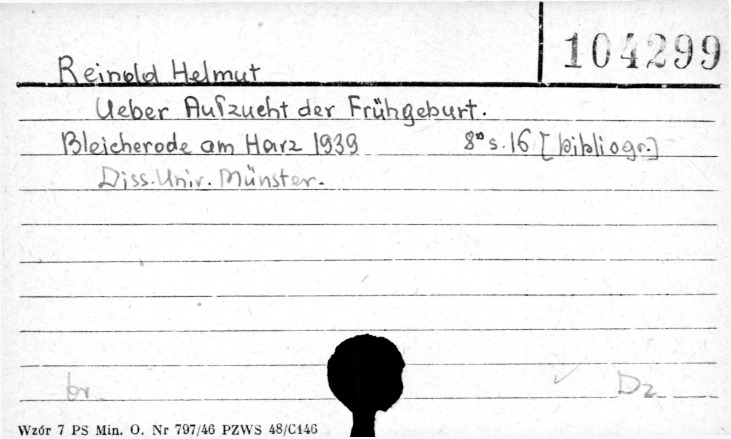 104299
Reinold Helmut
Ueber Aufzucht der Frühgeburt.
Bleicherode am Harz 1939 8° s. 16 [bibliogr.]
Diss. Univ. Münster.
br Dz
Wzór 7 PS Min. O. Nr 797/46 PZWS 48/C146